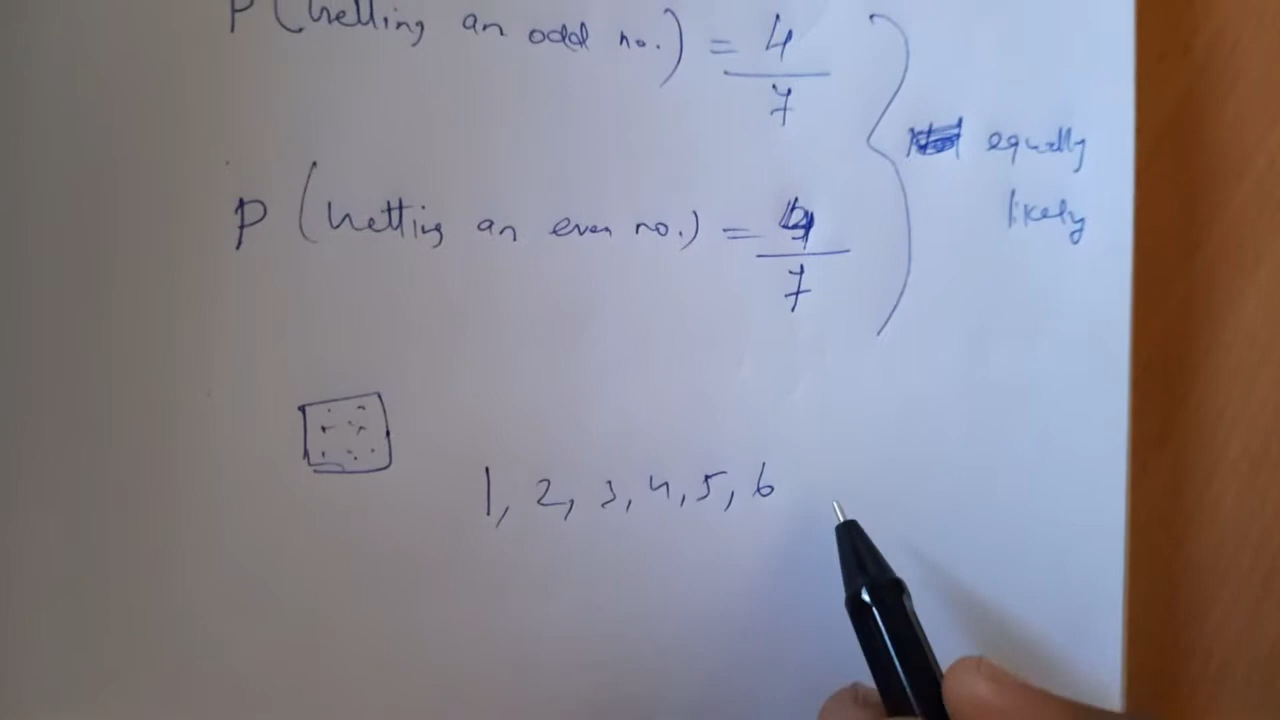 P (Getting an odd no.) = 4
7
equally
likely
P (Getting an even no.) =
7
1, 2, 3, 4, 5, 6